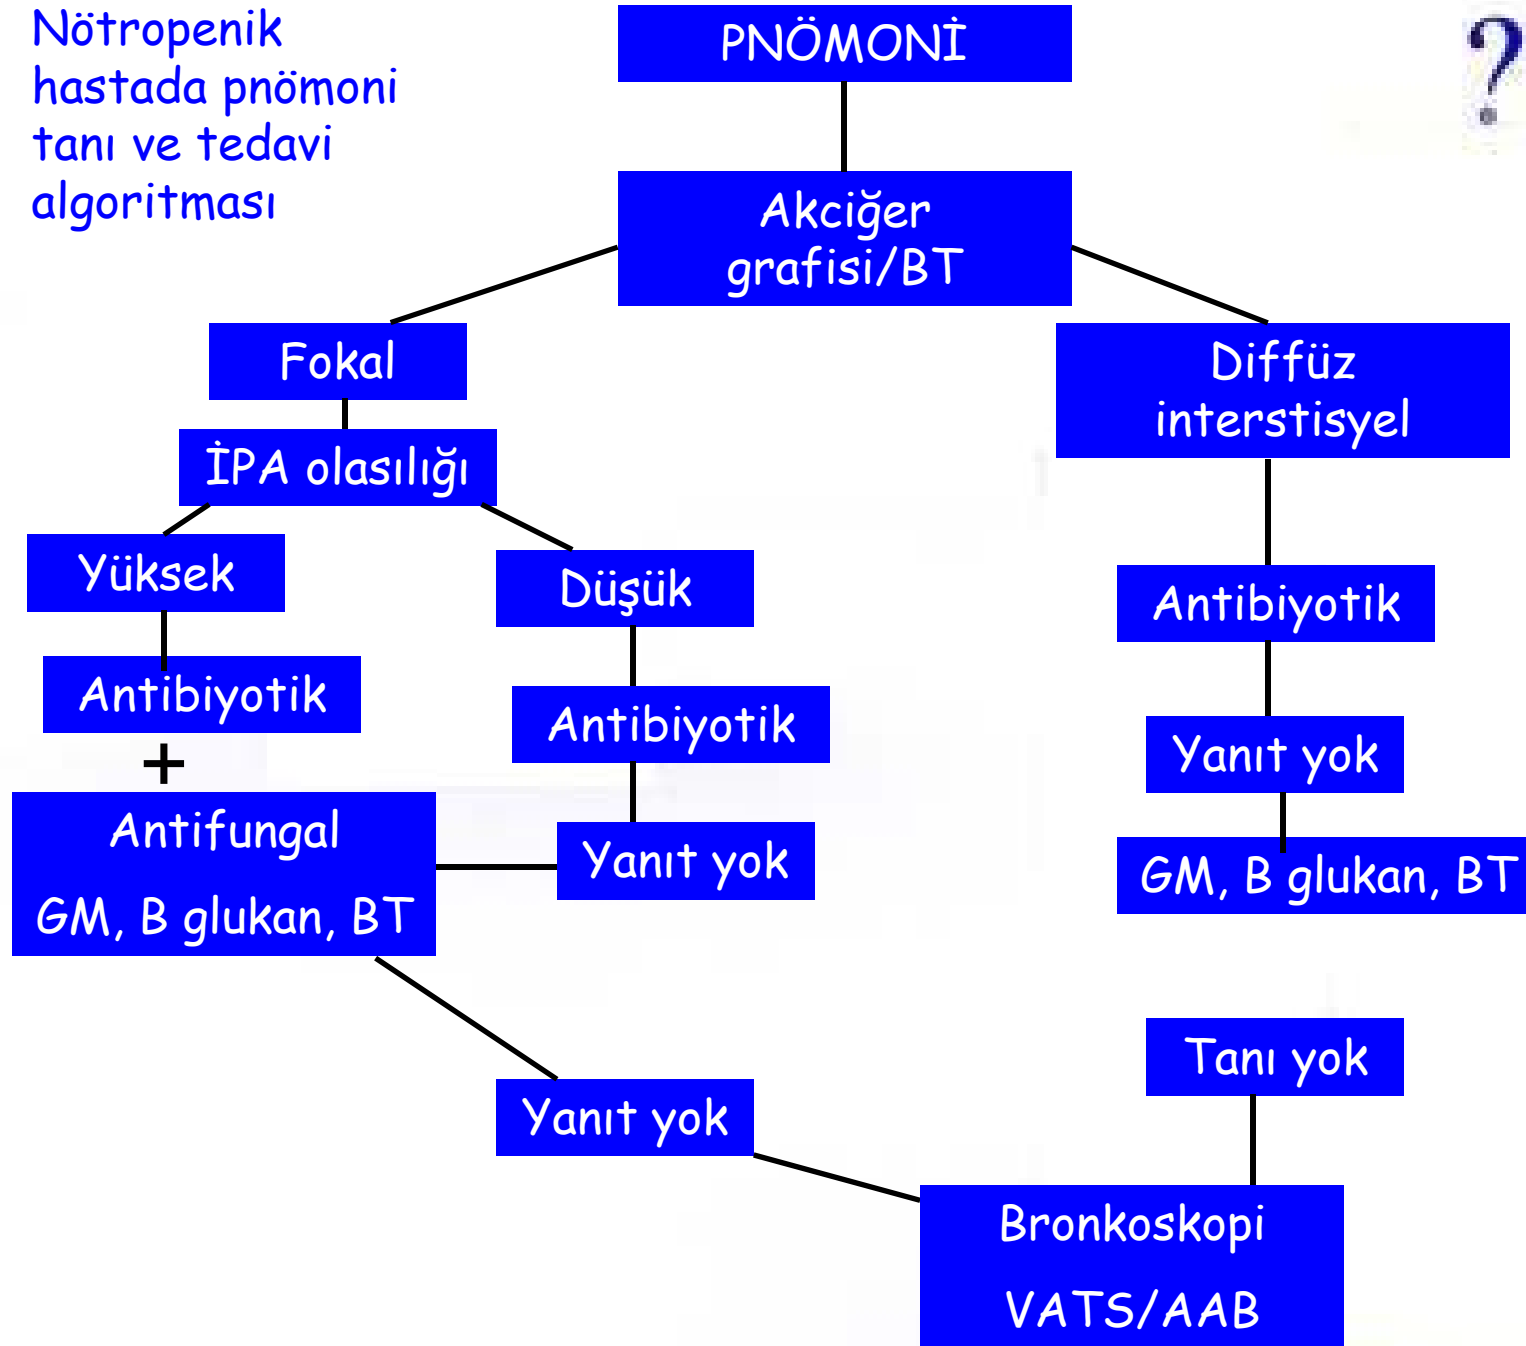 Nötropenik
hastada pnömoni
tanı ve tedavi
algoritması
PNÖMONİ
?
Akciğer
grafisi/BT
Fokal
Diffüz
interstisyel
İPA olasılığı
Yüksek
Düşük
Antibiyotik
Antibiyotik
Antibiyotik
+
Yanıt yok
Antifungal
GM, B glukan, BT
Yanıt yok
GM, B glukan, BT
Tanı yok
Yanıt yok
Bronkoskopi
VATS/AAB